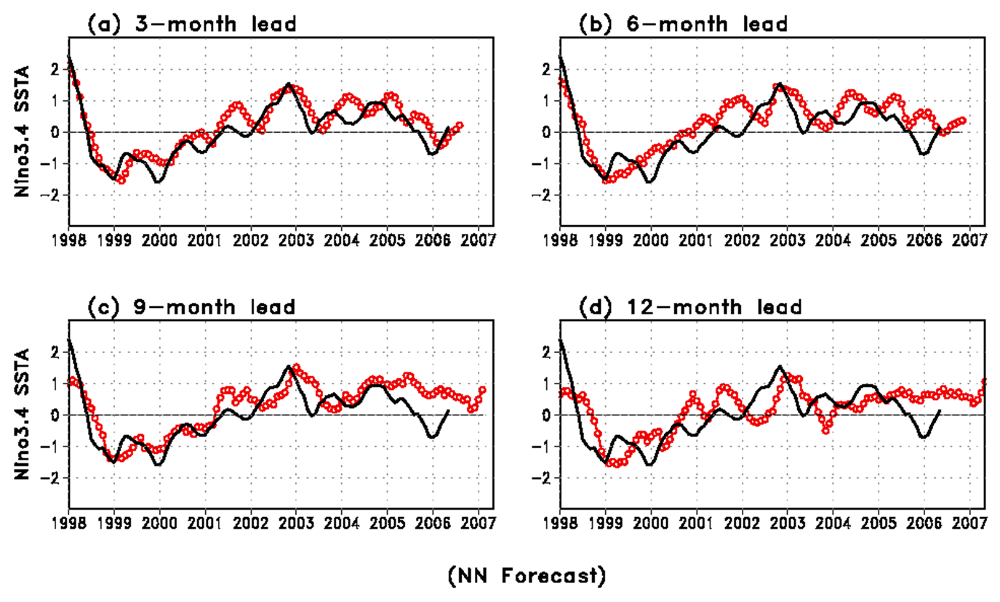 (a) 3-month lead
(b) 6-month lead
Nino3.4 SSTA
2
1
0
-1
-2
1998 1999 2000 2001 2002 2003 2004 2005 2006 2007
2
1
0
-1
-2
1998 1999 2000 2001 2002 2003 2004 2005 2006 2007
(c) 9-month lead
(d) 12-month lead
Nino3.4 SSTA
2
1
0
-1
-2
1998 1999 2000 2001 2002 2003 2004 2005 2006 2007
2
1
0
-1
-2
1998 1999 2000 2001 2002 2003 2004 2005 2006 2007
(NN Forecast)